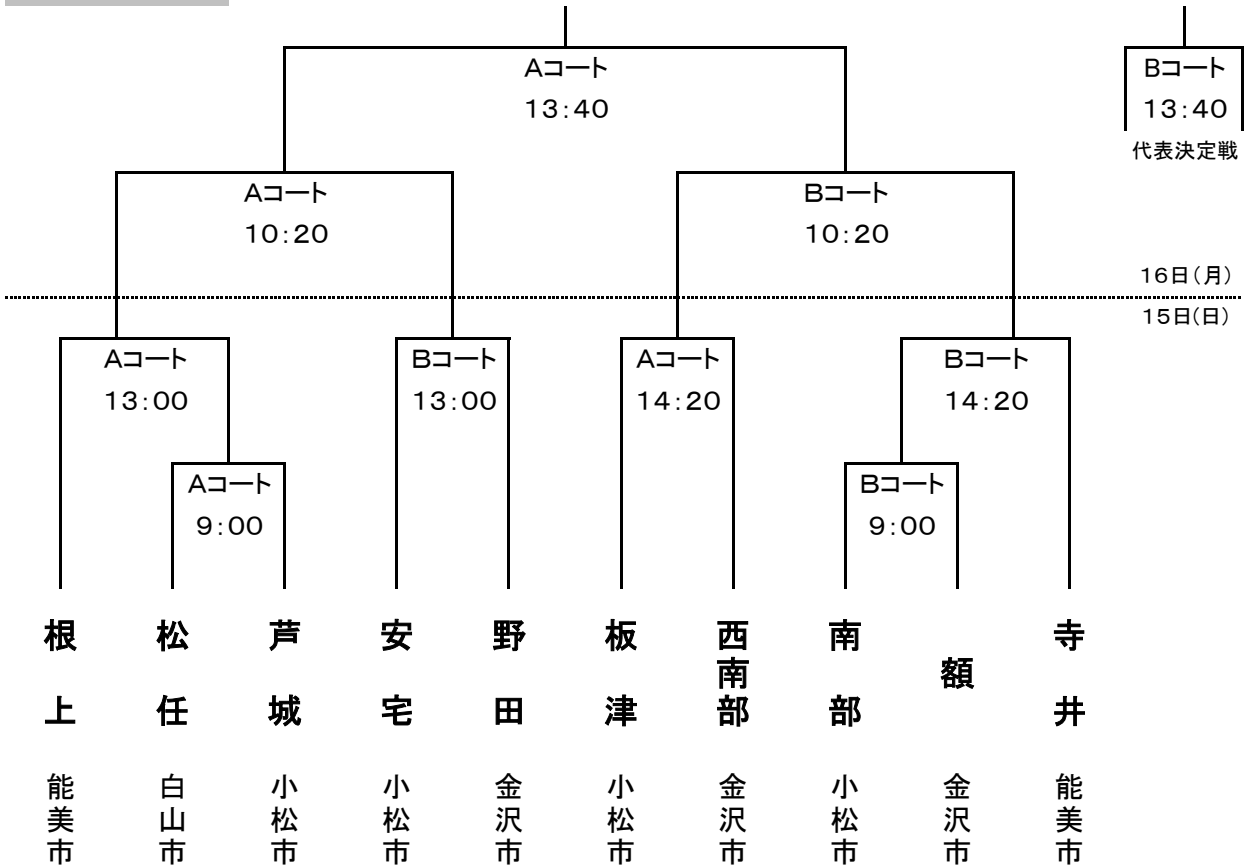 Aコート
13:40
Bコート
13:40
代表決定戦
Aコート
10:20
Bコート
10:20
16日(月)
15日(日)
Aコート
13:00
Bコート
13:00
Aコート
14:20
Bコート
14:20
Aコート
9:00
Bコート
9:00
根上
松任
芦城
安宅
野田
板津
西南部
南部
額
寺井
能美市
白山市
小松市
小松市
金沢市
小松市
金沢市
小松市
金沢市
能美市